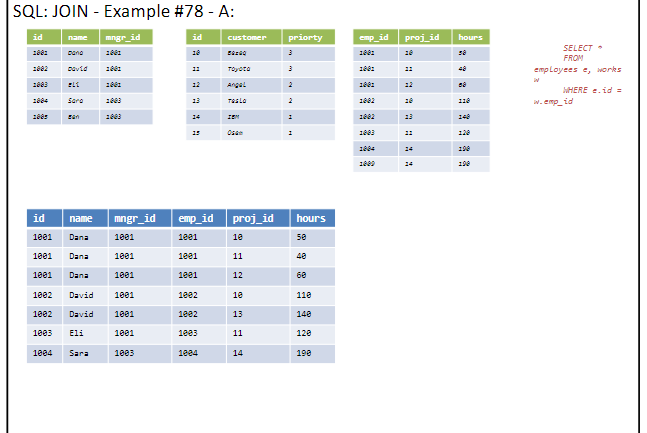 SQL: JOIN - Example #78 - A:
id name mngr_id
1001 Dana 1001
1002 David 1001
1003 Eli 1001
1004 Sara 1003
1005 Ben 1003
id customer priorty
10 Bezeq 3
11 Toyota 3
12 Angel 2
13 Tesla 2
14 IBM 1
15 Osem 1
emp_id proj_id hours
1001 10 50
1001 11 40
1001 12 60
1002 10 110
1002 13 140
1003 11 120
1004 14 190
1009 14 190
SELECT *
FROM
employees e, works
w
WHERE e.id =
w.emp_id
id name mngr_id emp_id proj_id hours
1001 Dana 1001 1001 10 50
1001 Dana 1001 1001 11 40
1001 Dana 1001 1001 12 60
1002 David 1001 1002 10 110
1002 David 1001 1002 13 140
1003 Eli 1001 1003 11 120
1004 Sara 1003 1004 14 190